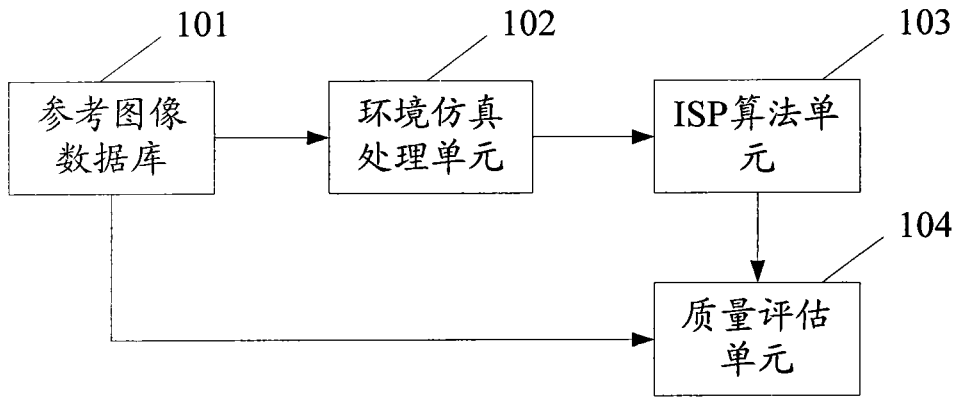 101
102
103
参考图像
数据库
环境仿真
处理单元
ISP算法单
元
104
质量评估
单元